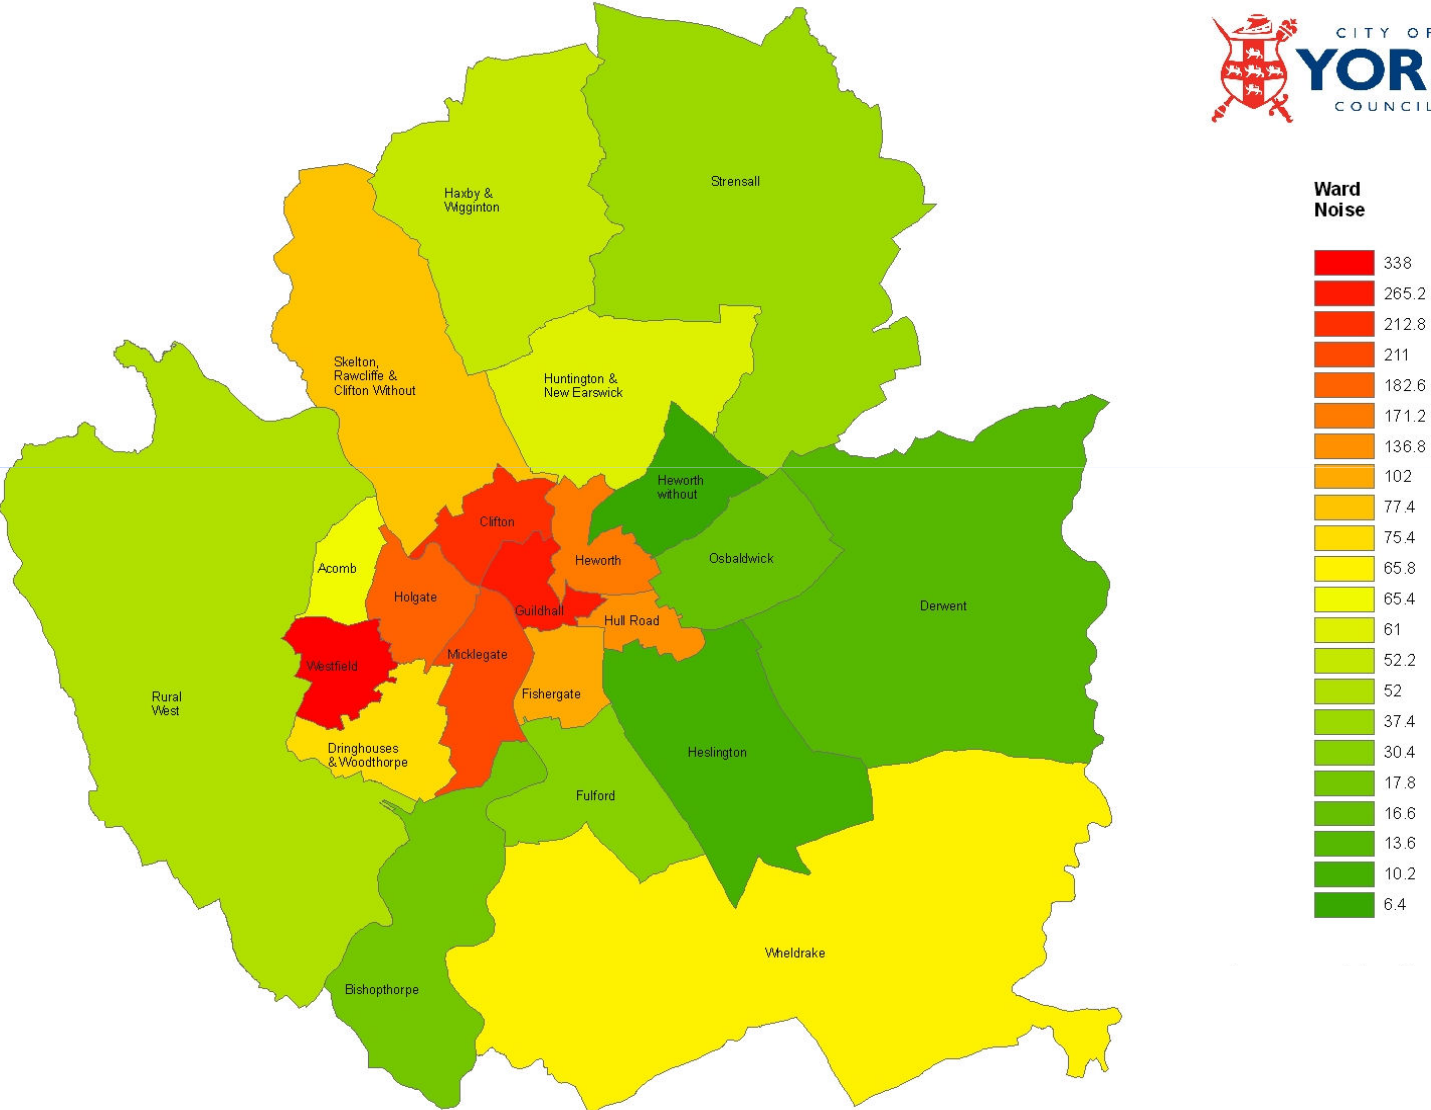 CITY OF
YOR
COUNCIL
Ward
Noise
338
265.2
212.8
211
182.6
171.2
136.8
102
77.4
75.4
65.8
65.4
61
52.2
52
37.4
30.4
17.8
16.6
13.6
10.2
6.4
Strensall
Haxby &
Wigginton
Skelton,
Rawcliffe &
Clifton Without
Huntington &
New Earswick
Heworth
without
Clifton
Osbaldwick
Heworth
Acomb
Holgate
Derwent
Guildhall
Hull Road
Micklegate
Westfield
Fishergate
Rural
West
Dringhouses
& Woodthorpe
Heslington
Fulford
Wheldrake
Bishopthorpe